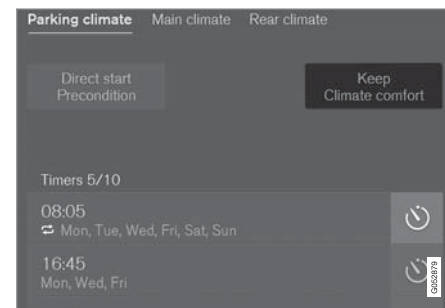 Parking climate Main climate Rear climate
Direct start
Precondition
Keep
Climate comfort
Timers 5/10
08:05
Mon, Tue, Wed, Fri, Sat, Sun
16:45
Mon, Wed, Fri
G052879